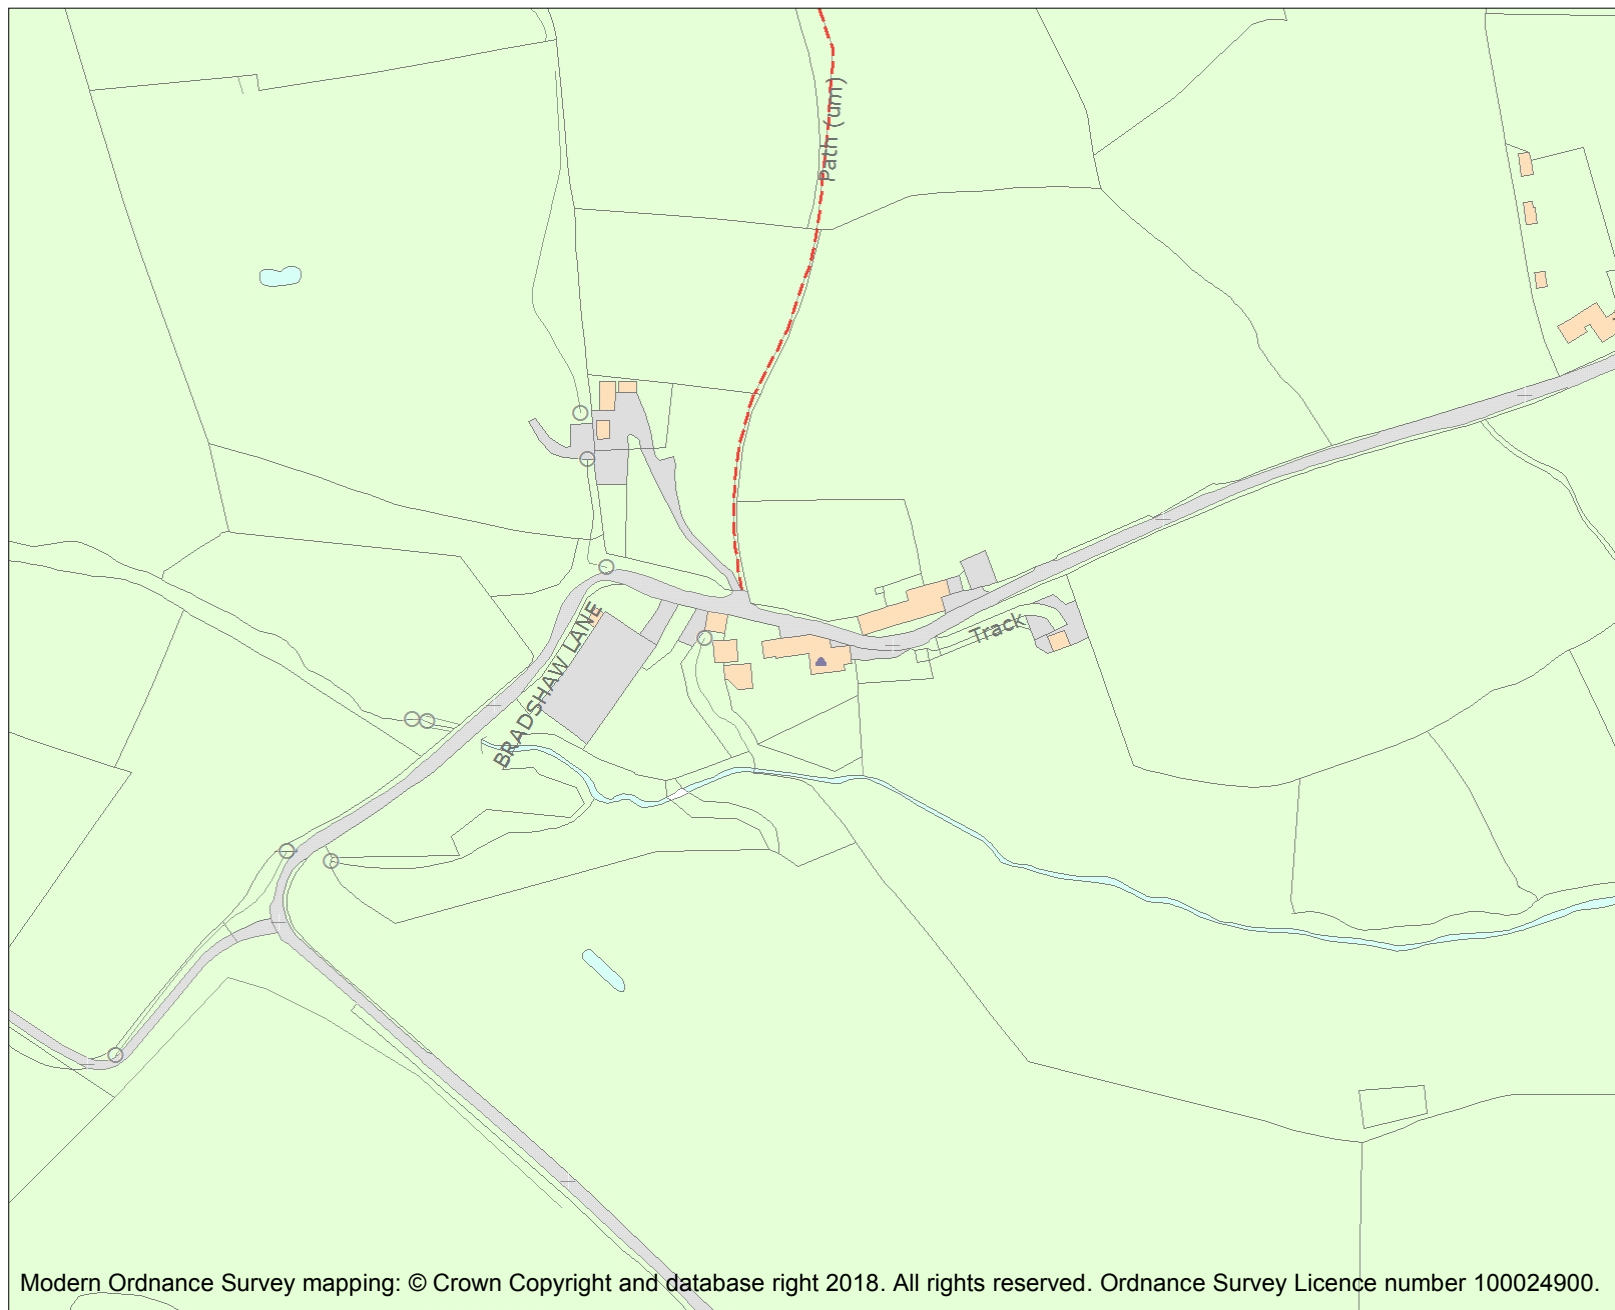 Path (um)
Track
BRADSHAW LANE
Modern Ordnance Survey mapping: © Crown Copyright and database right 2018. All rights reserved. Ordnance Survey Licence number 100024900.